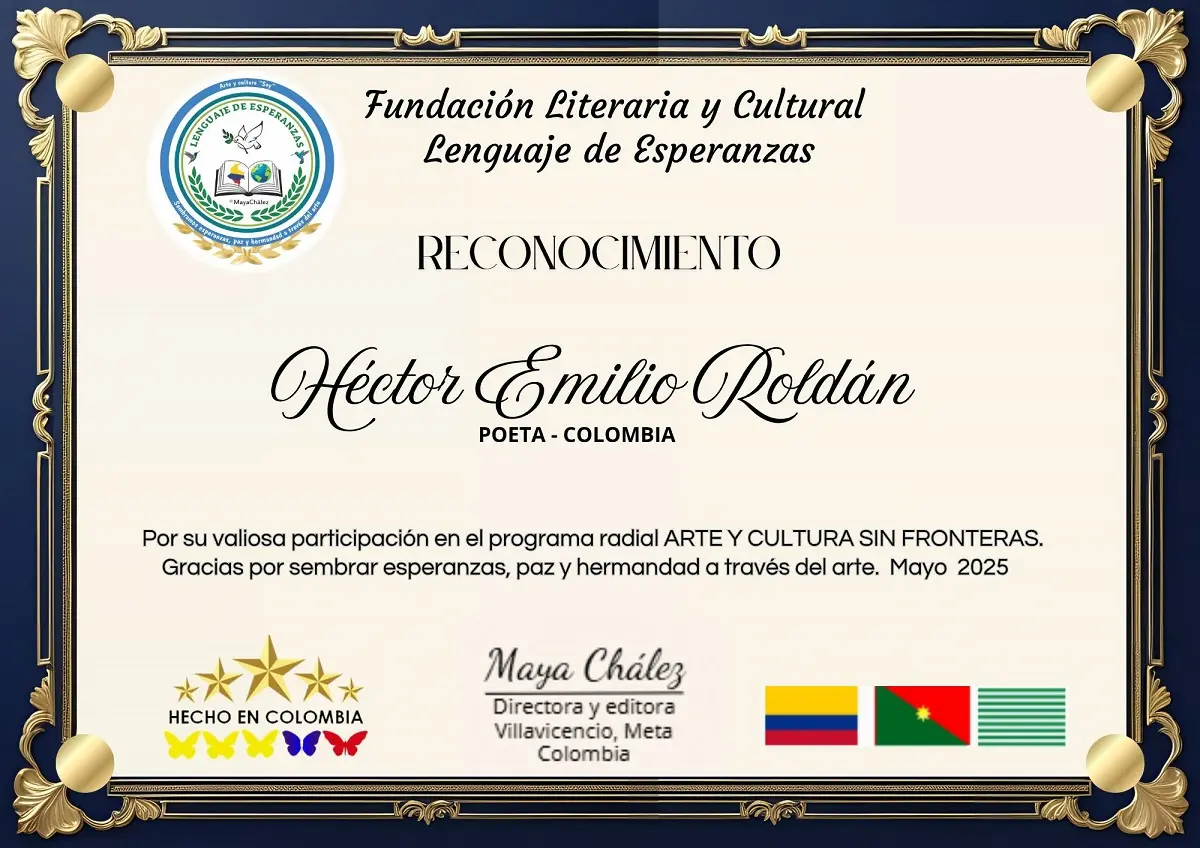 Arte y cultura "Soy"
LENGUAJE DE ESPERANZAS
©MayaChález
Sembramos esperanzas, paz y hermandad a través del arte
Fundación Literaria y Cultural
Lenguaje de Esperanzas
RECONOCIMIENTO
Héctor Emilio Roldán
POETA - COLOMBIA
Por su valiosa participación en el programa radial ARTE Y CULTURA SIN FRONTERAS.
Gracias por sembrar esperanzas, paz y hermandad a través del arte. Mayo 2025
HECHO EN COLOMBIA
Maya Chález
Directora y editora
Villavicencio, Meta
Colombia